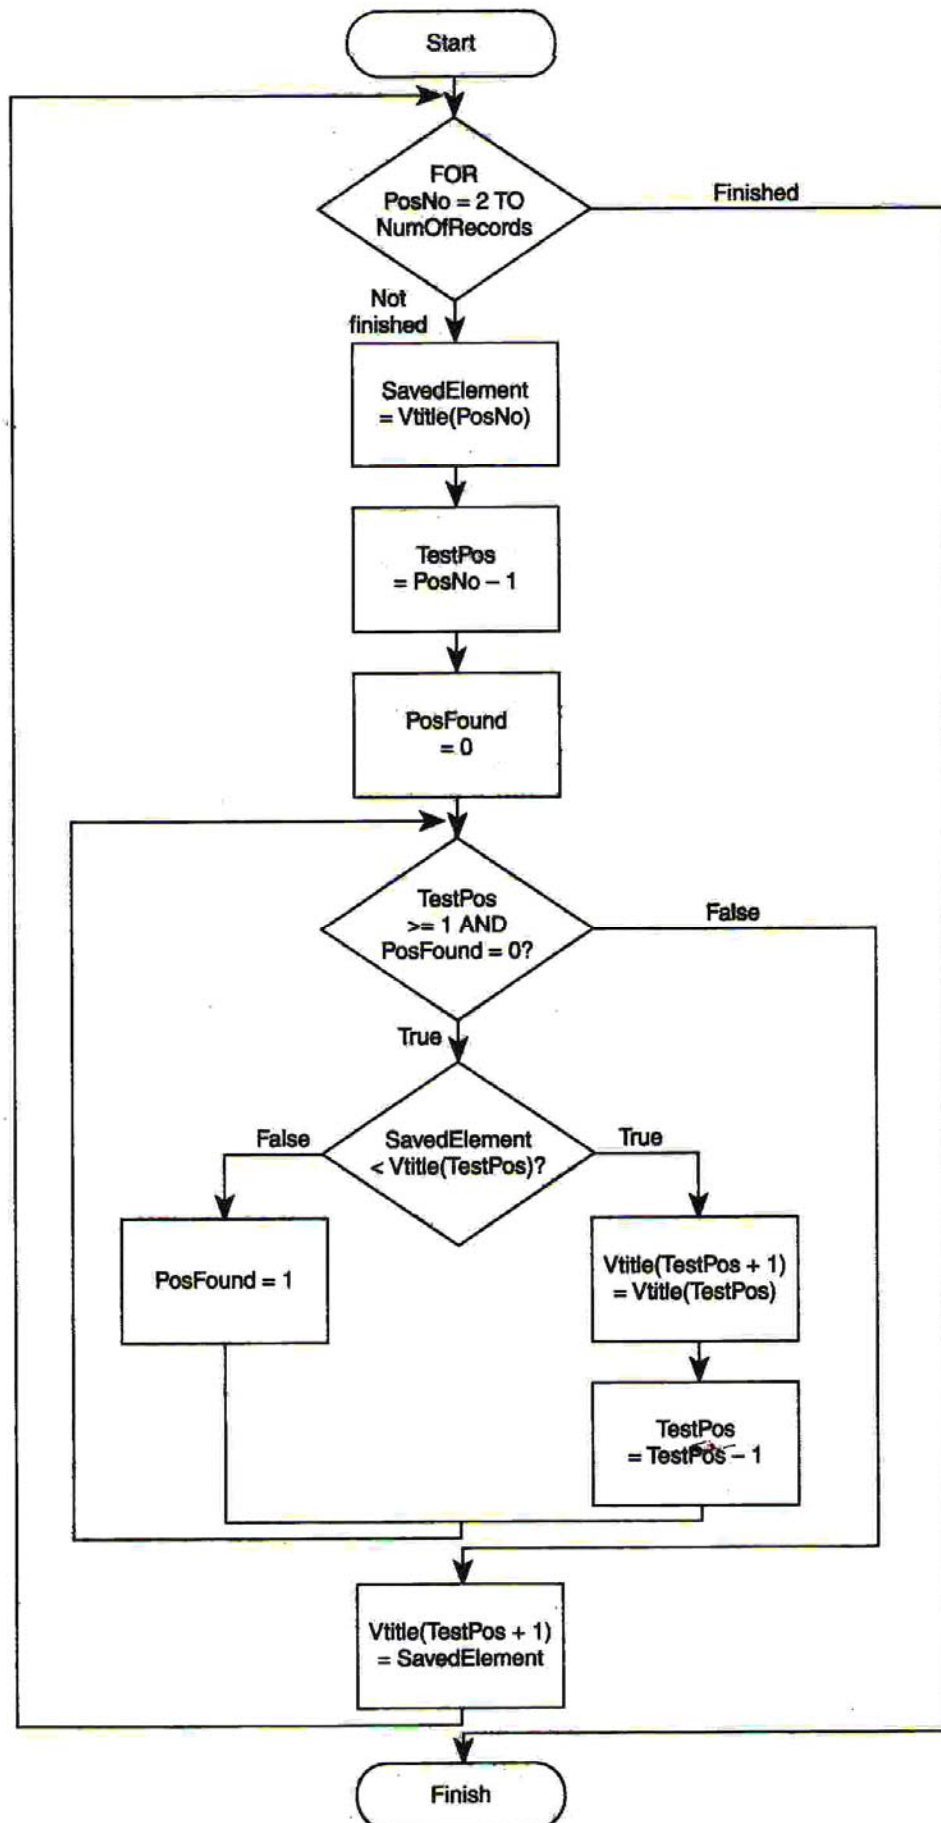 Start
FOR
PosNo = 2 TO
NumOfRecords
Finished
Not
finished
SavedElement
= Vtitle(PosNo)
TestPos
= PosNo – 1
PosFound
= 0
TestPos
>= 1 AND
PosFound = 0?
False
True
False
SavedElement
< Vtitle(TestPos)?
True
PosFound = 1
Vtitle(TestPos + 1)
= Vtitle(TestPos)
TestPos
= TestPos – 1
Vtitle(TestPos + 1)
= SavedElement
Finish